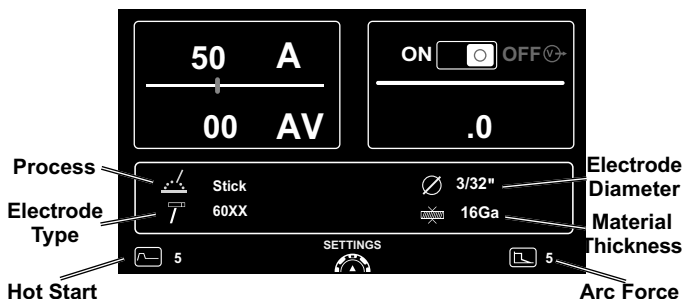 50 A
00 AV
ON OFF V
.0
Process
Stick
3/32"
Electrode
Diameter
Electrode
Type
60XX
16Ga
Material
Thickness
5
SETTINGS
5
Hot Start
Arc Force